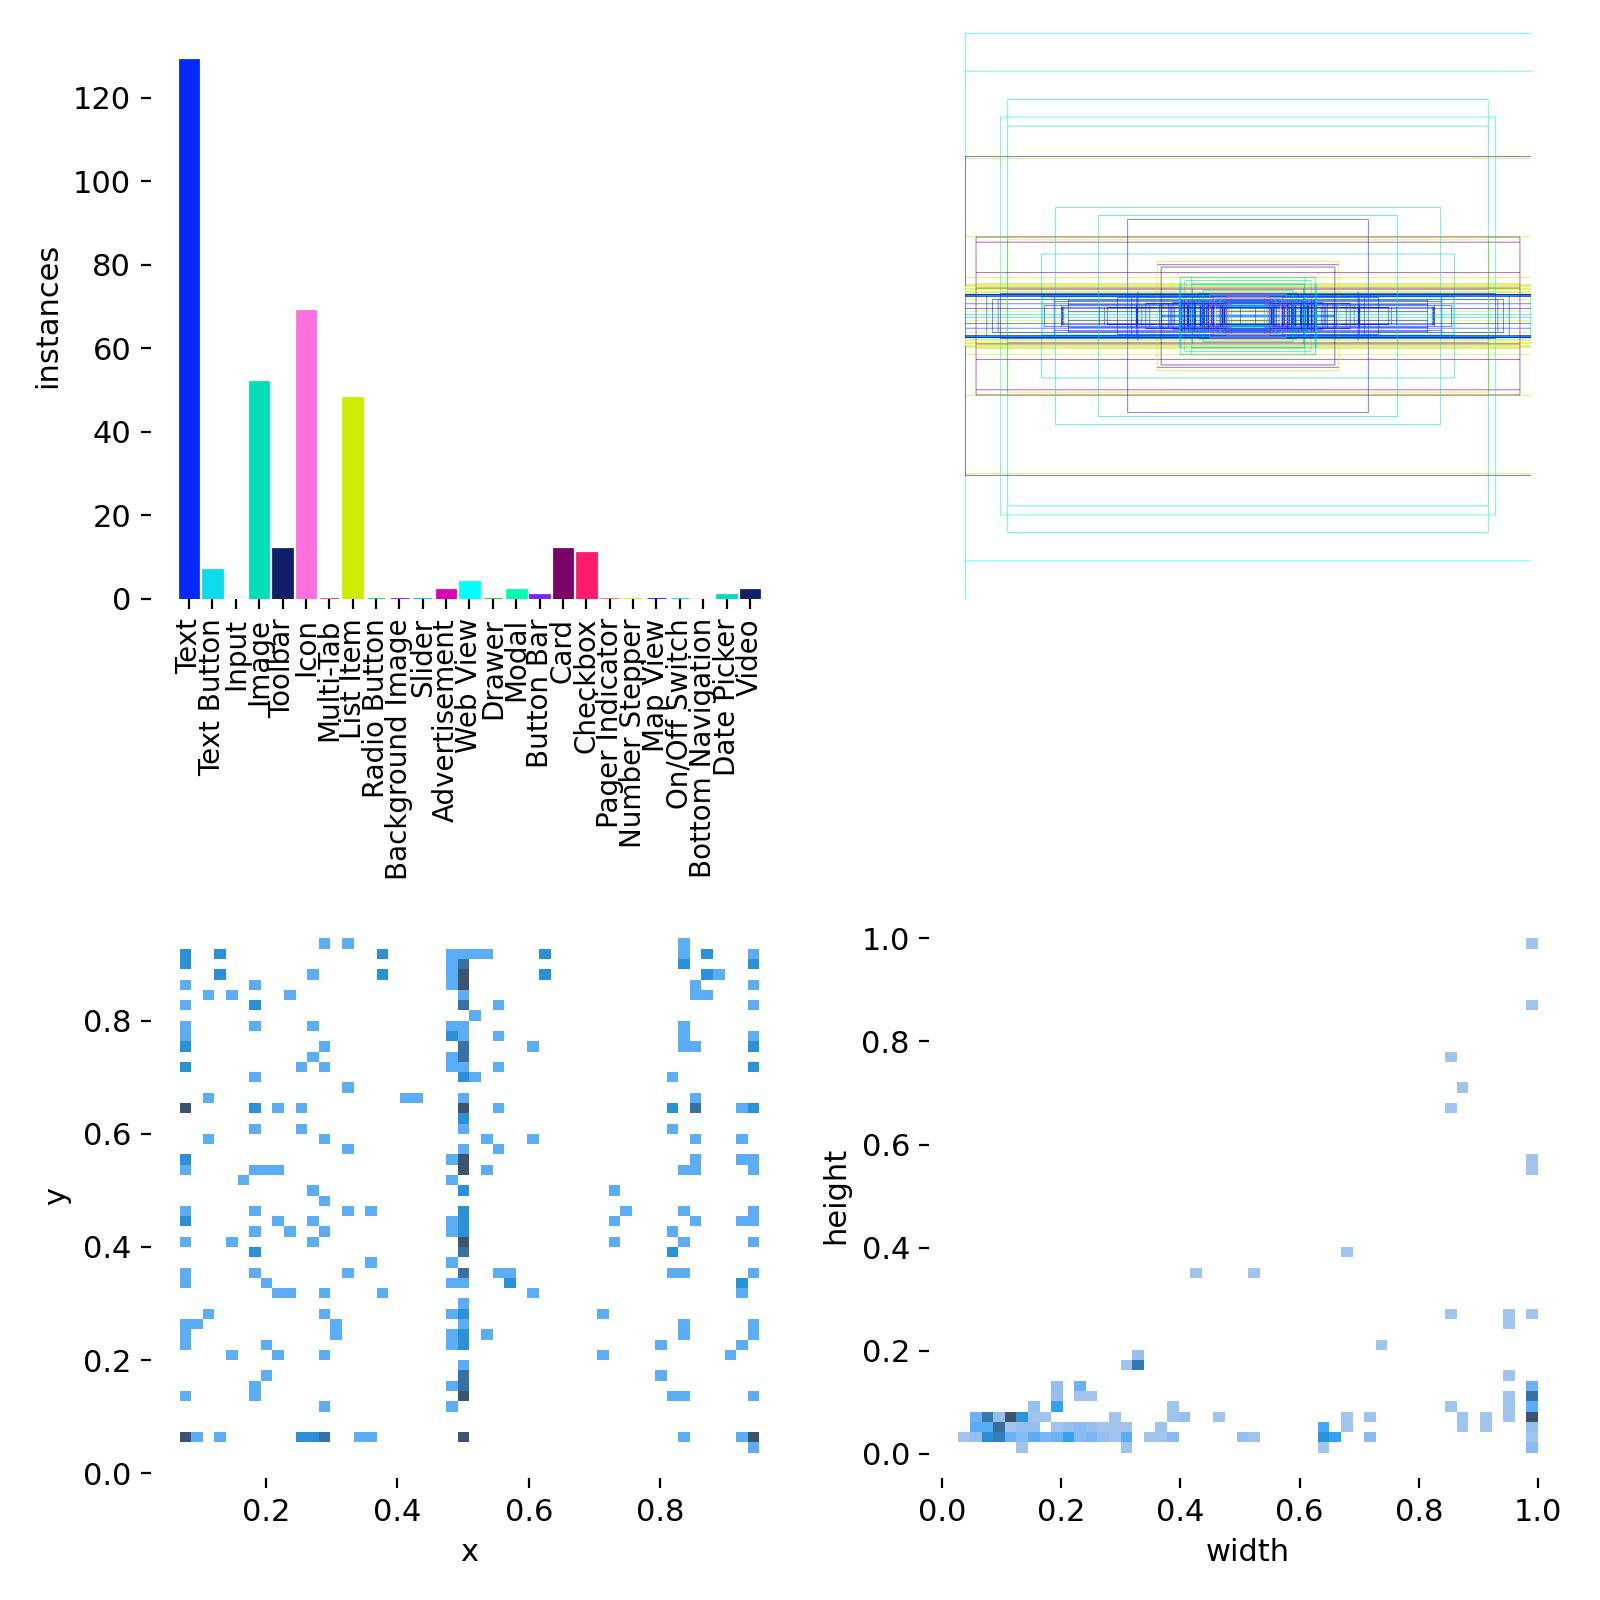 instances
120
100
80
60
40
20
0
Text
Text Button
Input
Image
Toolbar
Icon
Multi-Tab
List Item
Radio Button
Background Image
Slider
Advertisement
Web View
Drawer
Modal
Button Bar
Card
Checkbox
Pager Indicator
Number Stepper
Map View
On/Off Switch
Bottom Navigation
Date Picker
Video
y
0.8
0.6
0.4
0.2
0.0
0.2 0.4 0.6 0.8
x
height
1.0
0.8
0.6
0.4
0.2
0.0
0.0 0.2 0.4 0.6 0.8 1.0
width